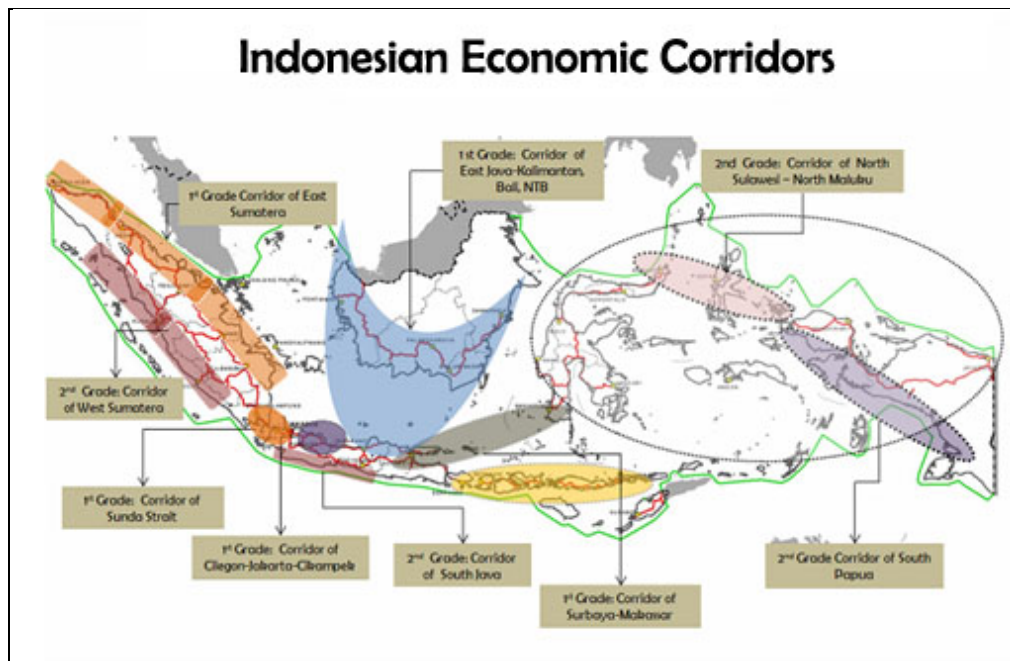 Indonesian Economic Corridors
1st Grade: Corridor of
East Java-Kalimantan,
Bali, NTB
2nd Grade: Corridor of North
Sulawesi – North Maluku
1st Grade Corridor of East
Sumatera
2nd Grade: Corridor
of West Sumatera
1st Grade: Corridor of
Sunda Strait
1st Grade: Corridor of
Cilegon-Jakarta-Cikampek
2nd Grade: Corridor
of South Java
1st Grade: Corridor of
Surbaya-Makassar
2nd Grade Corridor of South
Papua